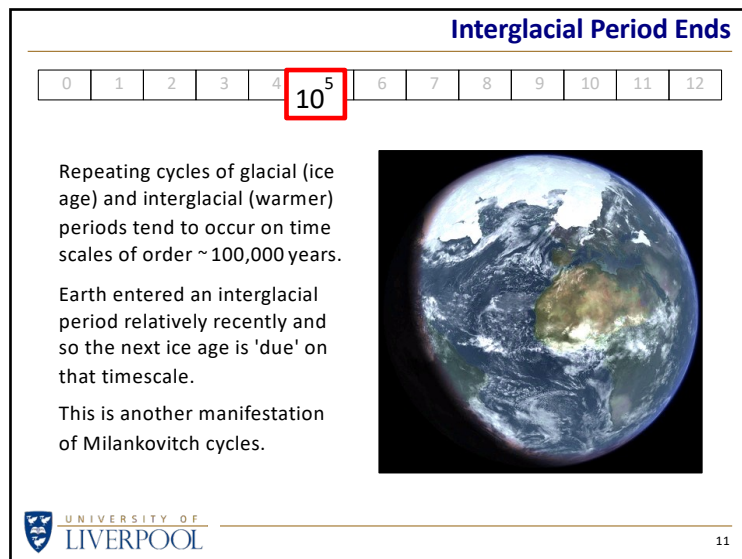 Interglacial Period Ends
0 1 2 3 4 10^5 6 7 8 9 10 11 12
Repeating cycles of glacial (ice
age) and interglacial (warmer)
periods tend to occur on time
scales of order ~100,000 years.
Earth entered an interglacial
period relatively recently and
so the next ice age is 'due' on
that timescale.
This is another manifestation
of Milankovitch cycles.
UNIVERSITY OF
LIVERPOOL
11